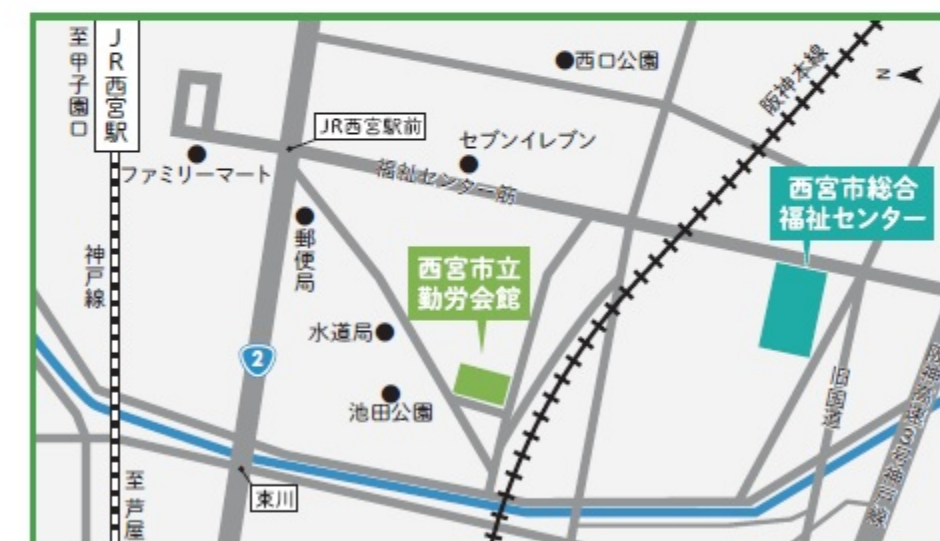 至 甲子園口
JR西宮駅
西口公園
阪神本線
N
JR西宮駅前
セブンイレブン
ファミリーマート
福祉センター筋
西宮市総合
福祉センター
郵便局
神戸線
西宮市立
勤労会館
水道局
2
池田公園
旧国道
東川
至 芦屋